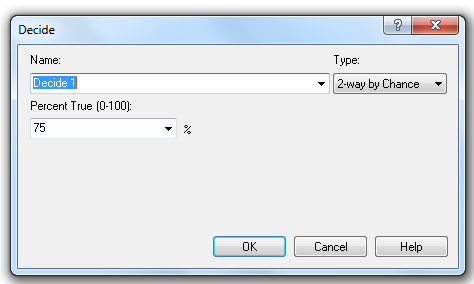 Decide
Name: Type:
Decide 1 2-way by Chance
Percent True (0-100):
75 %
OK Cancel Help